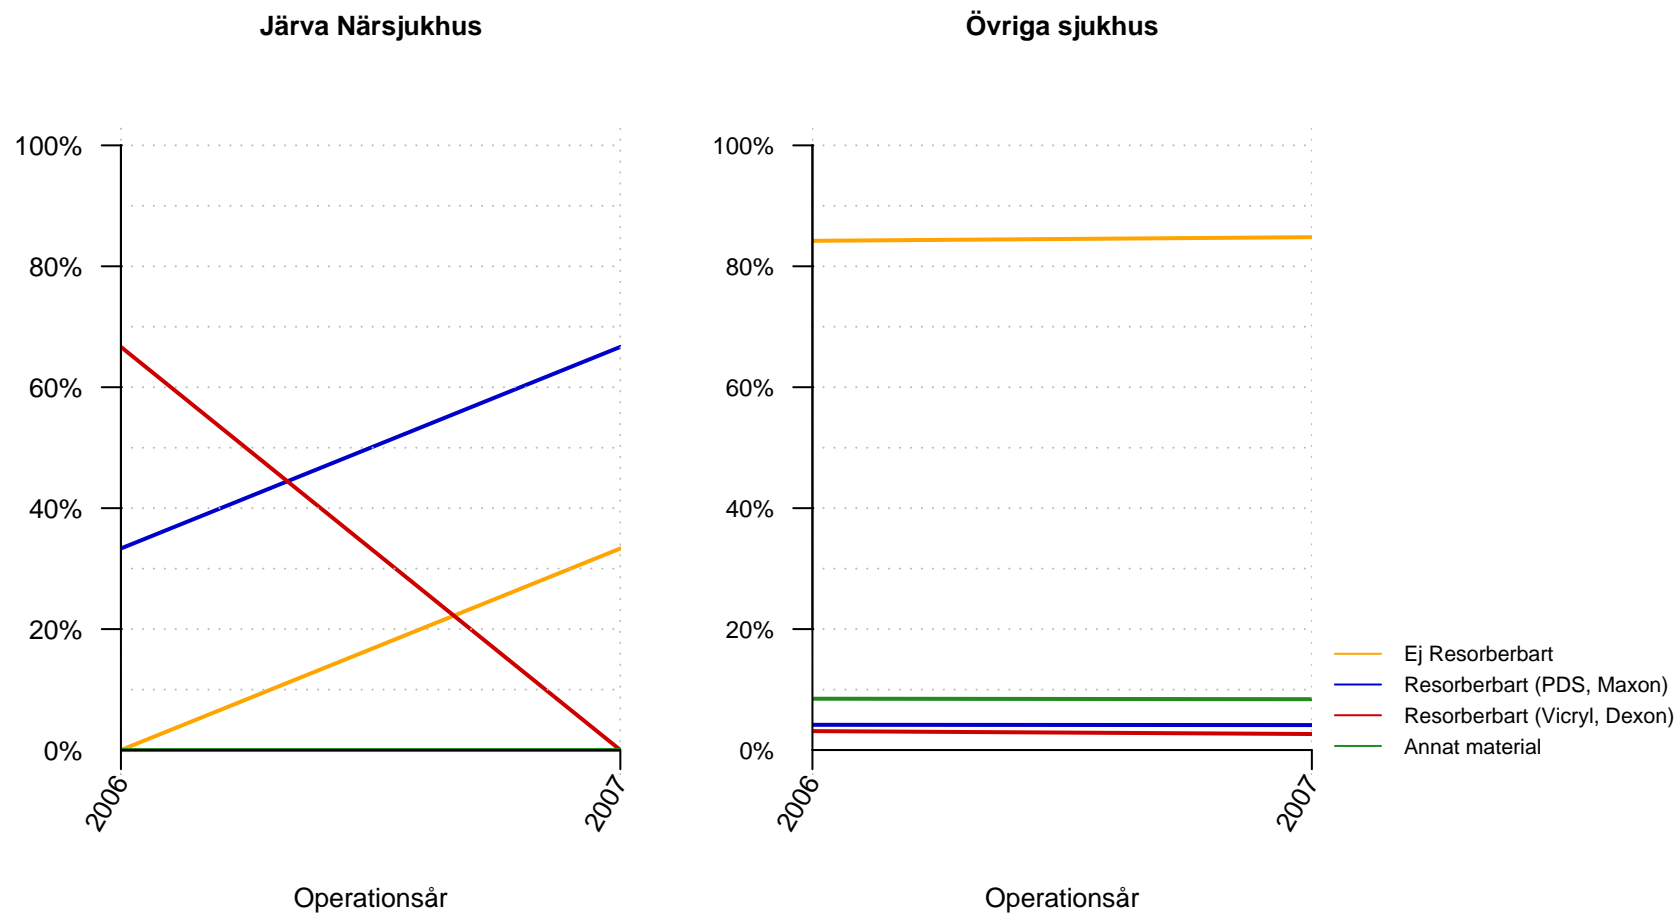 Järva Närsjukhus
100%
80%
60%
40%
20%
0%
2006
2007
Operationsår
Övriga sjukhus
100%
80%
60%
40%
20%
0%
2006
2007
Operationsår
Ej Resorberbart
Resorberbart (PDS, Maxon)
Resorberbart (Vicryl, Dexon)
Annat material